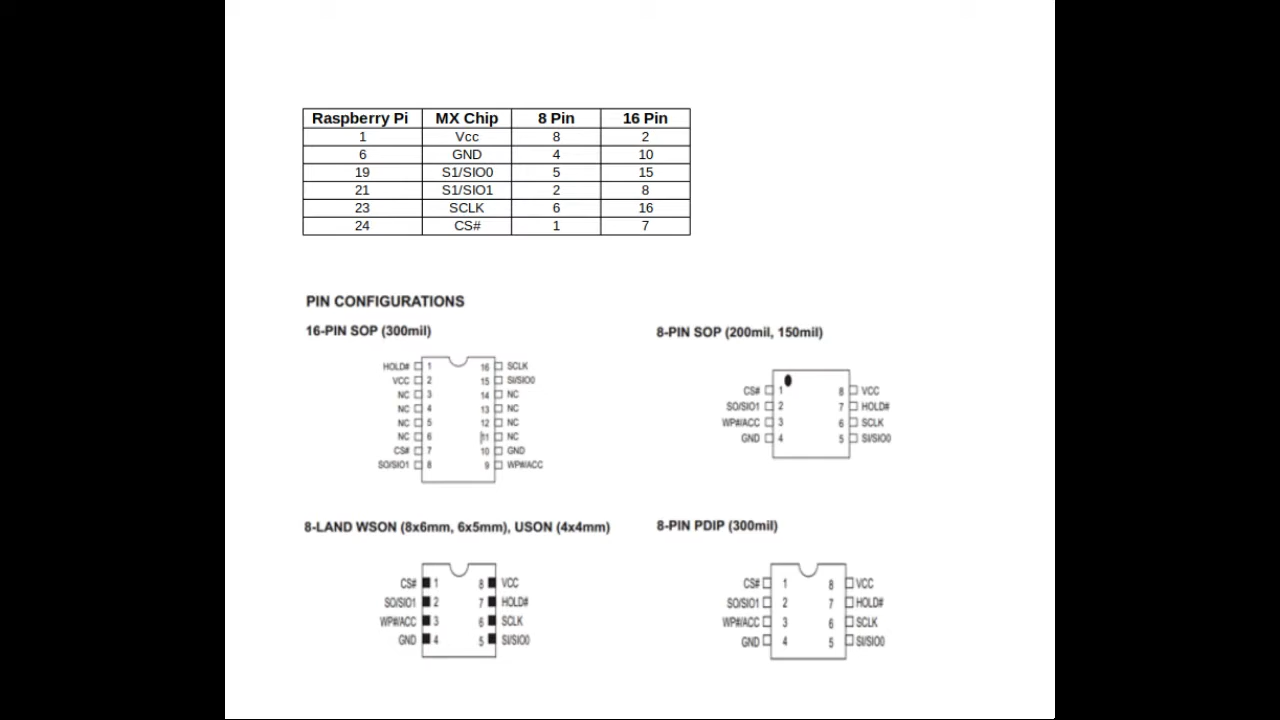 Raspberry Pi MX Chip 8 Pin 16 Pin
1 Vcc 8 2
6 GND 4 10
19 S1/SIO0 5 15
21 S1/SIO1 2 8
23 SCLK 6 16
24 CS# 1 7
PIN CONFIGURATIONS
16-PIN SOP (300mil)
HOLD# 1 16 SCLK
VCC 2 15 SI/SIO0
NC 3 14 NC
NC 4 13 NC
NC 5 12 NC
NC 6 11 NC
CS# 7 10 GND
SO/SIO1 8 9 WP#/ACC
8-PIN SOP (200mil, 150mil)
CS# 1 8 VCC
SO/SIO1 2 7 HOLD#
WP#/ACC 3 6 SCLK
GND 4 5 SI/SIO0
8-LAND WSON (8x6mm, 6x5mm), USON (4x4mm)
CS# 1 8 VCC
SO/SIO1 2 7 HOLD#
WP#/ACC 3 6 SCLK
GND 4 5 SI/SIO0
8-PIN PDIP (300mil)
CS# 1 8 VCC
SO/SIO1 2 7 HOLD#
WP#/ACC 3 6 SCLK
GND 4 5 SI/SIO0